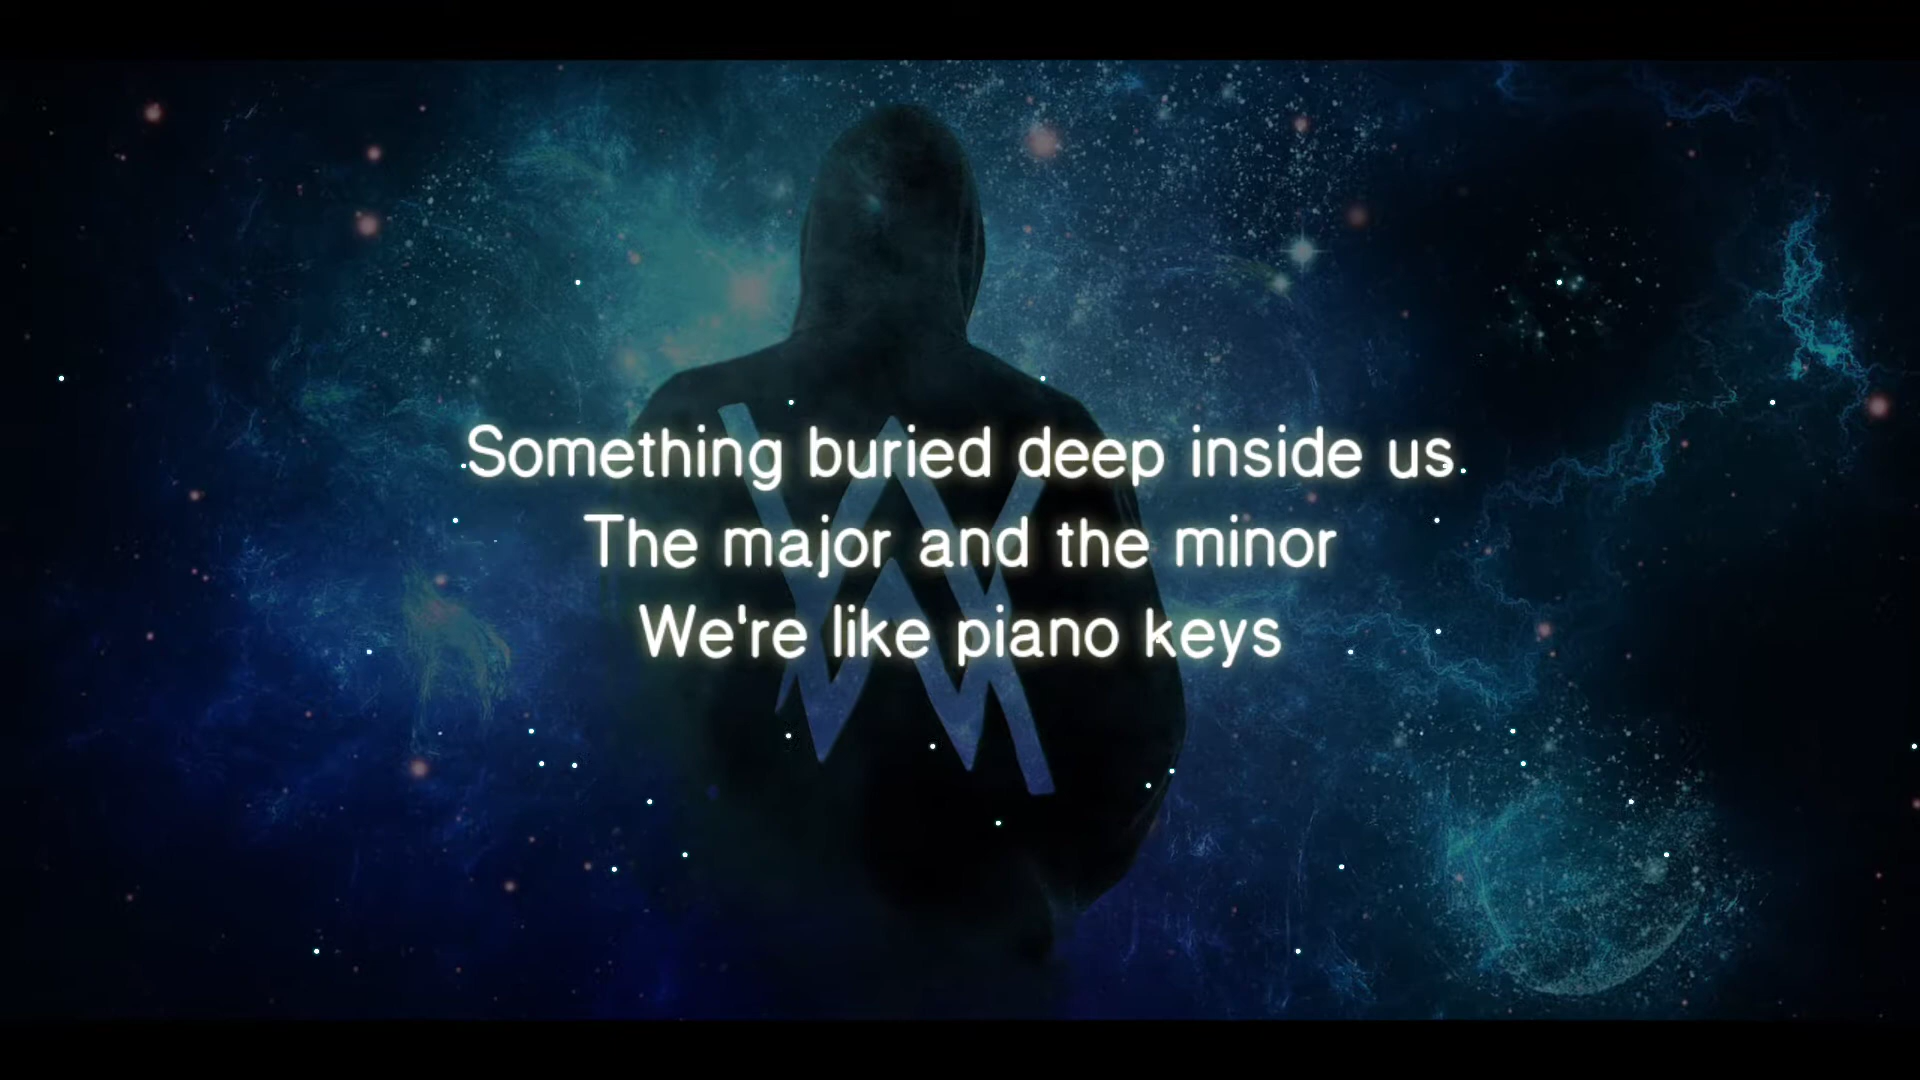 Something buried deep inside us
The major and the minor
We're like piano keys